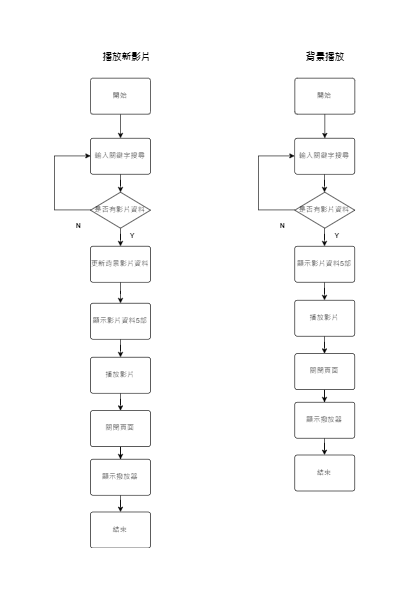 播放新影片
開始
輸入關鍵字搜尋
是否有影片資料
N
Y
更新改善影片資料
顯示影片資料5部
播放影片
關閉頁面
顯示撥放器
結束
背景播放
開始
輸入關鍵字搜尋
是否有影片資料
N
Y
顯示影片資料5部
播放影片
關閉頁面
顯示撥放器
結束